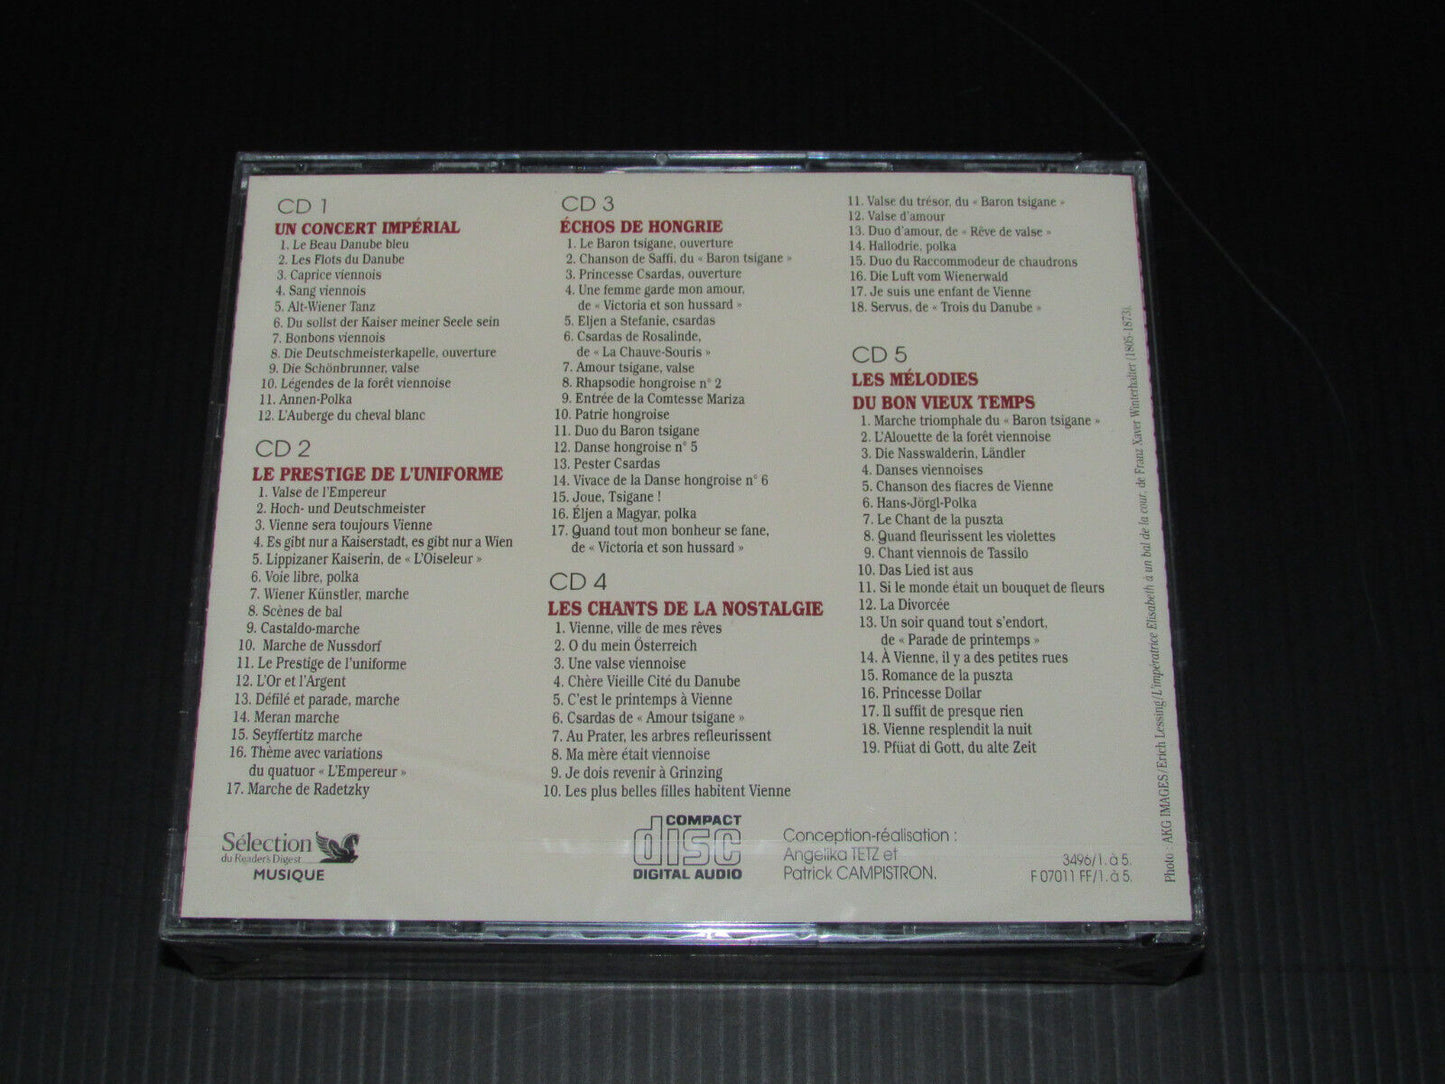 CD 1
UN CONCERT IMPÉRIAL
1. Le Beau Danube bleu
2. Les Flots du Danube
3. Caprice viennois
4. Sang viennois
5. Alt-Wiener Tanz
6. Du sollst der Kaiser meiner Seele sein
7. Bonbons viennois
8. Die Deutschmeisterkapelle, ouverture
9. Die Schönbrunner, valse
10. Légendes de la forêt viennoise
11. Annen-Polka
12. L'Auberge du cheval blanc
CD 2
LE PRESTIGE DE L'UNIFORME
1. Valse de l'Empereur
2. Hoch- und Deutschmeister
3. Vienne sera toujours Vienne
4. Es gibt nur a Kaiserstadt, es gibt nur a Wien
5. Lippizaner Kaiserin, de « L'Oiseleur »
6. Voie libre, polka
7. Wiener Künstler, marche
8. Scènes de bal
9. Castaldo-marche
10. Marche de Nussdorf
11. Le Prestige de l'uniforme
12. L'Or et l'Argent
13. Défilé et parade, marche
14. Meran marche
15. Seyffertitz marche
16. Thème avec variations
du quatuor « L'Empereur »
17. Marche de Radetzky
CD 3
ÉCHOS DE HONGRIE
1. Le Baron tsigane, ouverture
2. Chanson de Saffi, du « Baron tsigane »
3. Princesse Csardas, ouverture
4. Une femme garde mon amour,
de « Victoria et son hussard »
5. Eljen a Stefanie, csardas
6. Csardas de Rosalinde,
de « La Chauve-Souris »
7. Amour tsigane, valse
8. Rhapsodie hongroise n° 2
9. Entrée de la Comtesse Mariza
10. Patrie hongroise
11. Duo du Baron tsigane
12. Danse hongroise n° 5
13. Pester Csardas
14. Vivace de la Danse hongroise n° 6
15. Joue, Tsigane !
16. Éljen a Magyar, polka
17. Quand tout mon bonheur se fane,
de « Victoria et son hussard »
CD 4
LES CHANTS DE LA NOSTALGIE
1. Vienne, ville de mes rêves
2. O du mein Österreich
3. Une valse viennoise
4. Chère Vieille Cité du Danube
5. C'est le printemps à Vienne
6. Csardas de « Amour tsigane »
7. Au Prater, les arbres refleurissent
8. Ma mère était viennoise
9. Je dois revenir à Grinzing
10. Les plus belles filles habitent Vienne
11. Valse du trésor, du « Baron tsigane »
12. Valse d'amour
13. Duo d'amour, de « Rêve de valse »
14. Hallodrie, polka
15. Duo du Raccommodeur de chaudrons
16. Die Luft vom Wienerwald
17. Je suis une enfant de Vienne
18. Servus, de « Trois du Danube »
CD 5
LES MÉLODIES
DU BON VIEUX TEMPS
1. Marche triomphale du « Baron tsigane »
2. L'Alouette de la forêt viennoise
3. Die Nasswalderin, Ländler
4. Danses viennoises
5. Chanson des fiacres de Vienne
6. Hans-Jörgl-Polka
7. Le Chant de la puszta
8. Quand fleurissent les violettes
9. Chant viennois de Tassilo
10. Das Lied ist aus
11. Si le monde était un bouquet de fleurs
12. La Divorcée
13. Un soir quand tout s'endort,
de « Parade de printemps »
14. À Vienne, il y a des petites rues
15. Romance de la puszta
16. Princesse Dollar
17. Il suffit de presque rien
18. Vienne resplendit la nuit
19. Pfüat di Gott, du alte Zeit
Sélection
du Reader's Digest
MUSIQUE
COMPACT
disc
DIGITAL AUDIO
Conception-réalisation :
Angelika TETZ et
Patrick CAMPISTRON.
3496/1. à 5.
F 07011 FF/1. à 5.
Photo : AKG IMAGES/Erich Lessing/L'impératrice Elisabeth à un bal de la cour, de Franz Xaver Winterhalter (1805-1873).